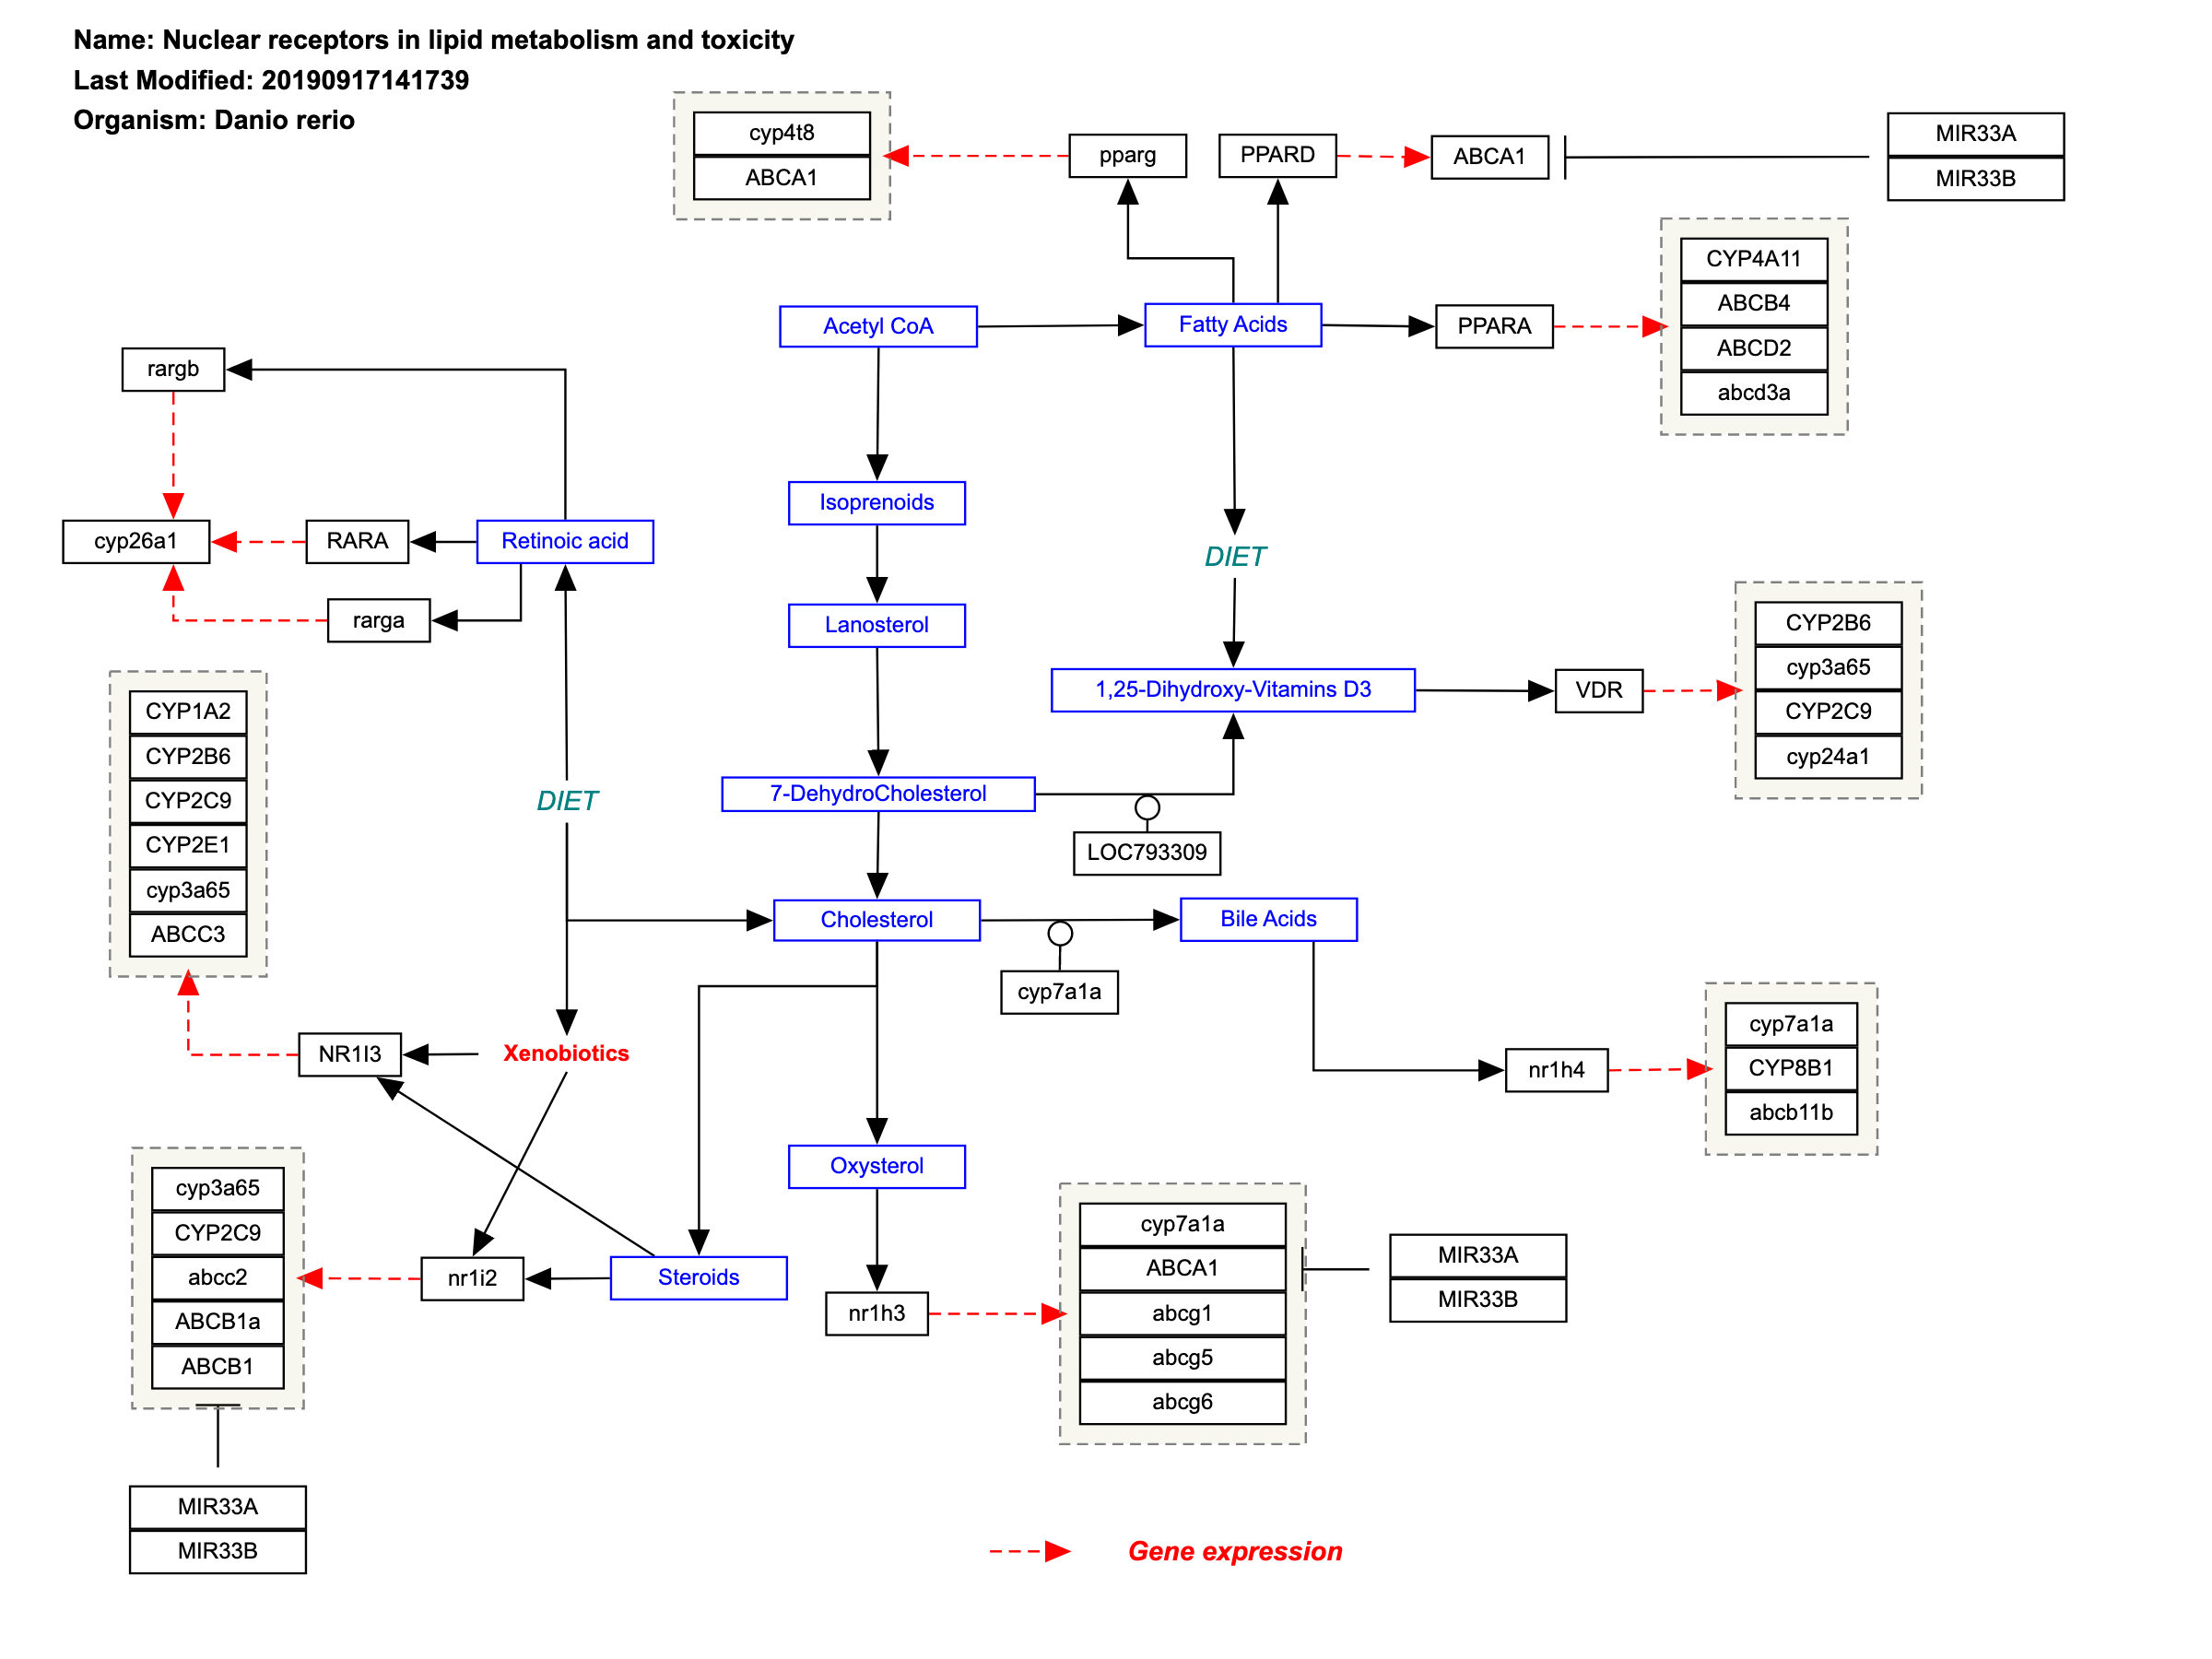 Name: Nuclear receptors in lipid metabolism and toxicity
Last Modified: 20190917141739
Organism: Danio rerio
cyp4t8
ABCA1
pparg
PPARD
ABCA1
MIR33A
MIR33B
CYP4A11
ABCB4
ABCD2
abcd3a
Acetyl CoA
Fatty Acids
PPARA
rargb
Isoprenoids
cyp26a1
RARA
Retinoic acid
DIET
rarga
Lanosterol
1,25-Dihydroxy-Vitamins D3
VDR
CYP2B6
cyp3a65
CYP2C9
cyp24a1
CYP1A2
CYP2B6
CYP2C9
CYP2E1
cyp3a65
ABCC3
DIET
7-DehydroCholesterol
LOC793309
Cholesterol
Bile Acids
cyp7a1a
NR1I3
Xenobiotics
nr1h4
cyp7a1a
CYP8B1
abcb11b
cyp3a65
CYP2C9
abcc2
ABCB1a
ABCB1
nr1i2
Steroids
Oxysterol
nr1h3
cyp7a1a
ABCA1
abcg1
abcg5
abcg6
MIR33A
MIR33B
MIR33A
MIR33B
Gene expression